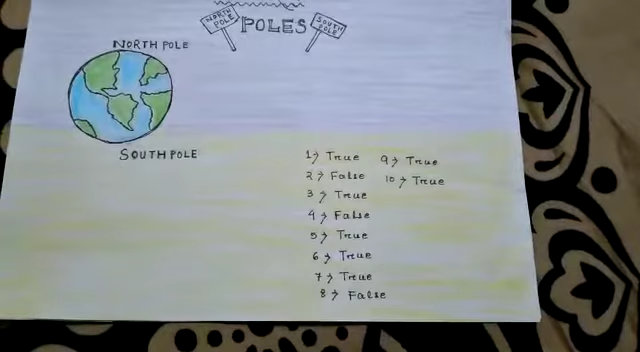 NORTH POLE
POLES
SOUTH POLE
NORTH POLE
SOUTH POLE
1) True
2) False
3) True
4) False
5) True
6) True
7) True
8) False
9) True
10) True